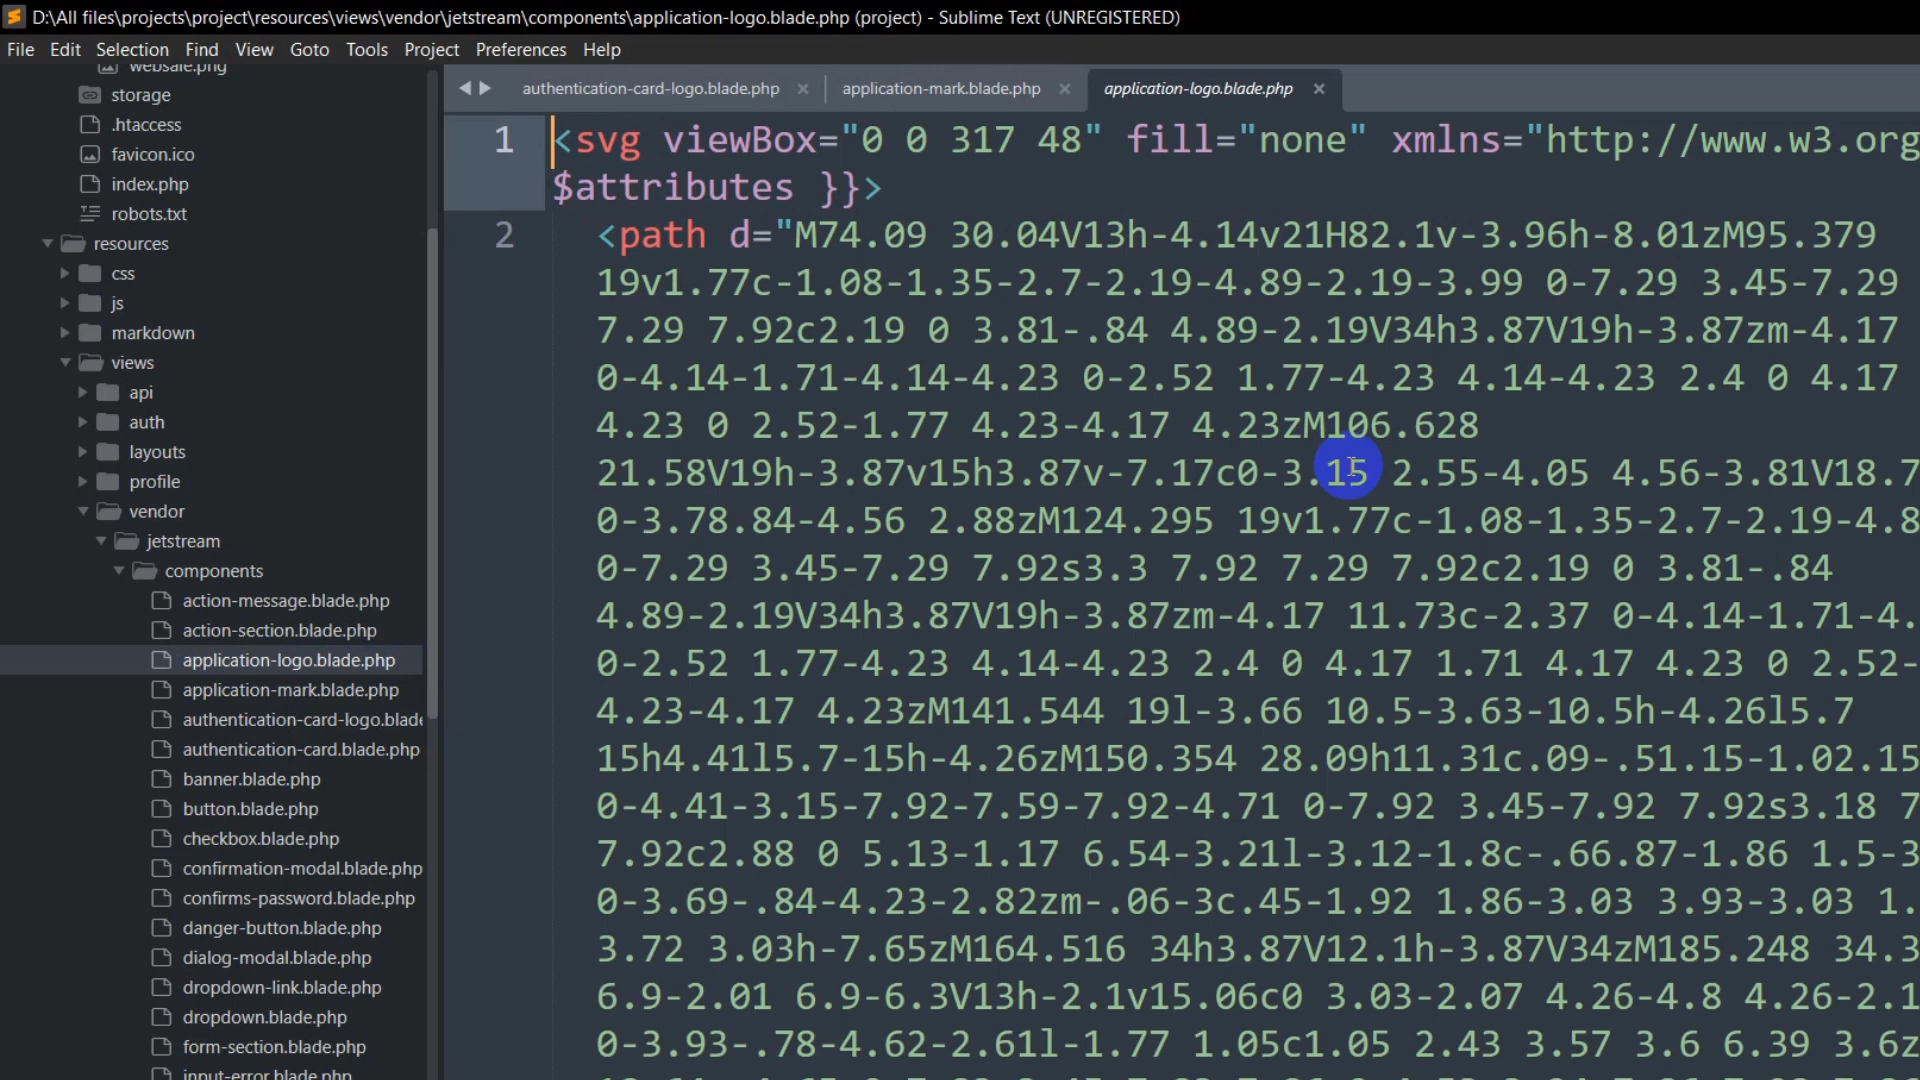 D:\All files\projects\project\resources\views\vendor\jetstream\components\application-logo.blade.php (project) - Sublime Text (UNREGISTERED)
File Edit Selection Find View Goto Tools Project Preferences Help
websale.png
storage
.htaccess
favicon.ico
index.php
robots.txt
resources
css
js
markdown
views
api
auth
layouts
profile
vendor
jetstream
components
action-message.blade.php
action-section.blade.php
application-logo.blade.php
application-mark.blade.php
authentication-card-logo.blade
authentication-card.blade.php
banner.blade.php
button.blade.php
checkbox.blade.php
confirmation-modal.blade.php
confirms-password.blade.php
danger-button.blade.php
dialog-modal.blade.php
dropdown-link.blade.php
dropdown.blade.php
form-section.blade.php
input-error.blade.php
authentication-card-logo.blade.php application-mark.blade.php application-logo.blade.php
1 <svg viewBox="0 0 317 48" fill="none" xmlns="http://www.w3.org
$attributes }}>
2 <path d="M74.09 30.04V13h-4.14v21H82.1v-3.96h-8.01zM95.379
19v1.77c-1.08-1.35-2.7-2.19-4.89-2.19-3.99 0-7.29 3.45-7.29
7.29 7.92c2.19 0 3.81-.84 4.89-2.19V34h3.87V19h-3.87zm-4.17
0-4.14-1.71-4.14-4.23 0-2.52 1.77-4.23 4.14-4.23 2.4 0 4.17
4.23 0 2.52-1.77 4.23-4.17 4.23zM106.628
21.58V19h-3.87v15h3.87v-7.17c0-3.15 2.55-4.05 4.56-3.81V18.7
0-3.78.84-4.56 2.88zM124.295 19v1.77c-1.08-1.35-2.7-2.19-4.8
0-7.29 3.45-7.29 7.92s3.3 7.92 7.29 7.92c2.19 0 3.81-.84
4.89-2.19V34h3.87V19h-3.87zm-4.17 11.73c-2.37 0-4.14-1.71-4.
0-2.52 1.77-4.23 4.14-4.23 2.4 0 4.17 1.71 4.17 4.23 0 2.52-
4.23-4.17 4.23zM141.544 19l-3.66 10.5-3.63-10.5h-4.26l5.7
15h4.41l5.7-15h-4.26zM150.354 28.09h11.31c.09-.51.15-1.02.15
0-4.41-3.15-7.92-7.59-7.92-4.71 0-7.92 3.45-7.92 7.92s3.18 7
7.92c2.88 0 5.13-1.17 6.54-3.21l-3.12-1.8c-.66.87-1.86 1.5-3
0-3.69-.84-4.23-2.82zm-.06-3c.45-1.92 1.86-3.03 3.93-3.03 1.
3.72 3.03h-7.65zM164.516 34h3.87V12.1h-3.87V34zM185.248 34.3
6.9-2.01 6.9-6.3V13h-2.1v15.06c0 3.03-2.07 4.26-4.8 4.26-2.1
0-3.93-.78-4.62-2.61l-1.77 1.05c1.05 2.43 3.57 3.6 6.39 3.6z